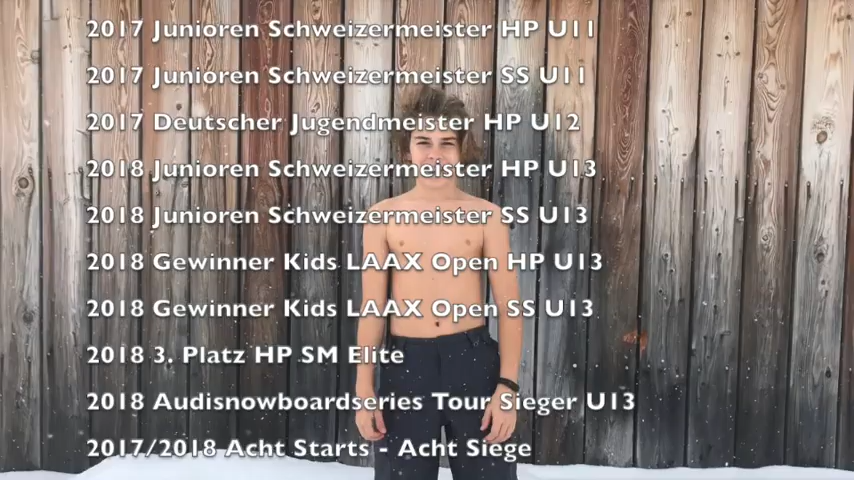 2017 Junioren Schweizermeister HP U11
2017 Junioren Schweizermeister SS U11
2017 Deutscher Jugendmeister HP U12
2018 Junioren Schweizermeister HP U13
2018 Junioren Schweizermeister SS U13
2018 Gewinner Kids LAAX Open HP U13
2018 Gewinner Kids LAAX Open SS U13
2018 3. Platz HP SM Elite
2018 Audisnowboardseries Tour Sieger U13
2017/2018 Acht Starts - Acht Siege